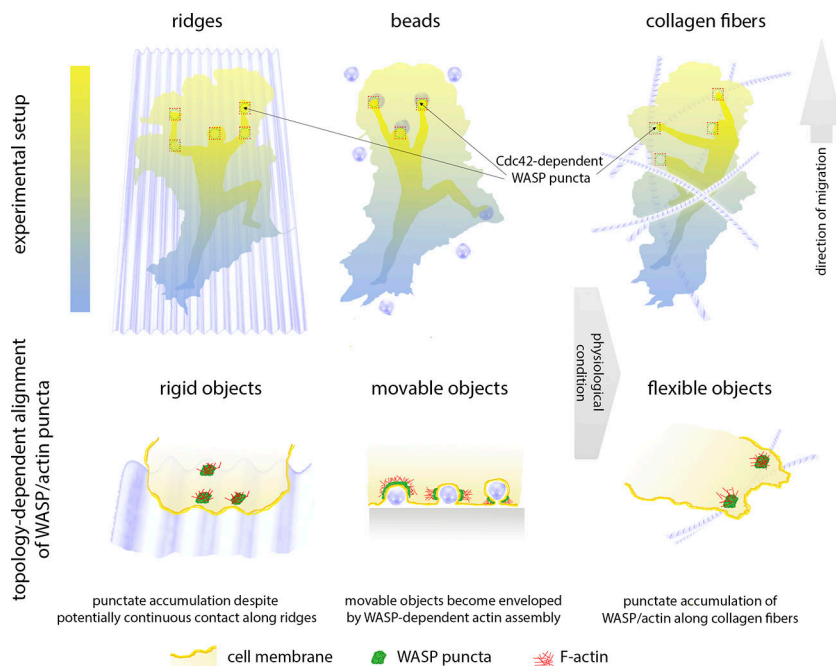 ridges
beads
collagen fibers
experimental setup
Cdc42-dependent
WASP puncta
direction of migration
physiological
condition
topology-dependent alignment
of WASP/actin puncta
rigid objects
movable objects
flexible objects
punctate accumulation despite
potentially continuous contact along ridges
movable objects become enveloped
by WASP-dependent actin assembly
punctate accumulation of
WASP/actin along collagen fibers
cell membrane
WASP puncta
F-actin